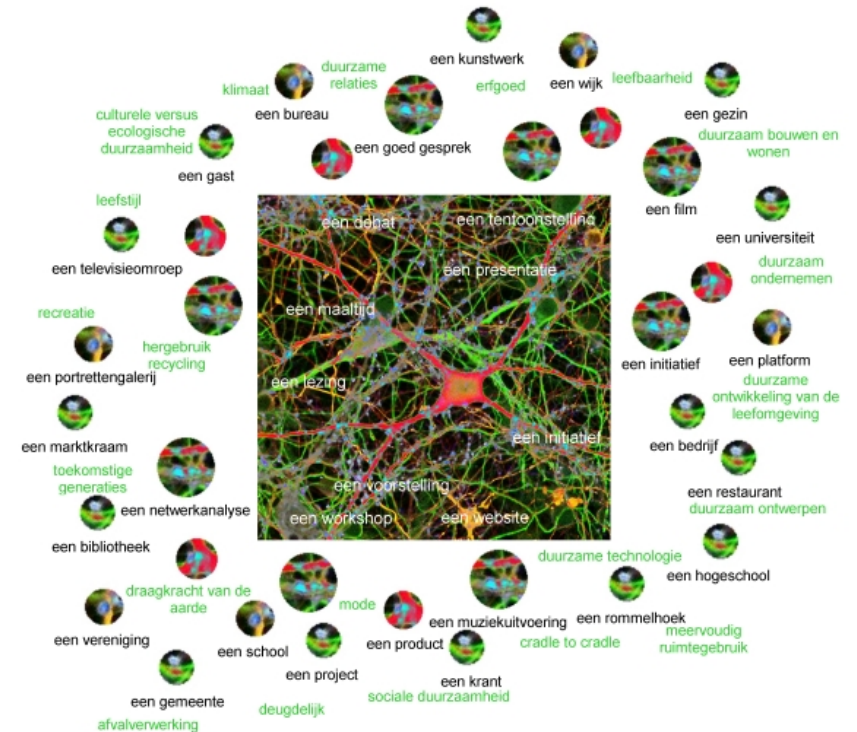 een kunstwerk
een wijk
leefbaarheid
duurzame
relaties
klimaat
erfgoed
een gezin
een bureau
culturele versus
ecologische
duurzaamheid
een goed gesprek
duurzaam bouwen en
wonen
een gast
leefstijl
een film
een debat
een tentoonstelling
een universiteit
een televisieomroep
een presentatie
duurzaam
ondernemen
recreatie
een maaltijd
hergebruik
recycling
een initiatief
een platform
een portrettengalerij
een lezing
duurzame
ontwikkeling van de
leefomgeving
een marktkraam
een initiatief
een bedrijf
toekomstige
generaties
een voorstelling
een restaurant
een netwerkanalyse
een workshop
een website
duurzaam ontwerpen
een bibliotheek
duurzame technologie
een hogeschool
draagkracht van de
aarde
mode
een muziekuitvoering
een rommelhoek
een vereniging
een school
een product
cradle to cradle
meervoudig
ruimtegebruik
een project
een krant
een gemeente
sociale duurzaamheid
deugdelijk
afvalverwerking